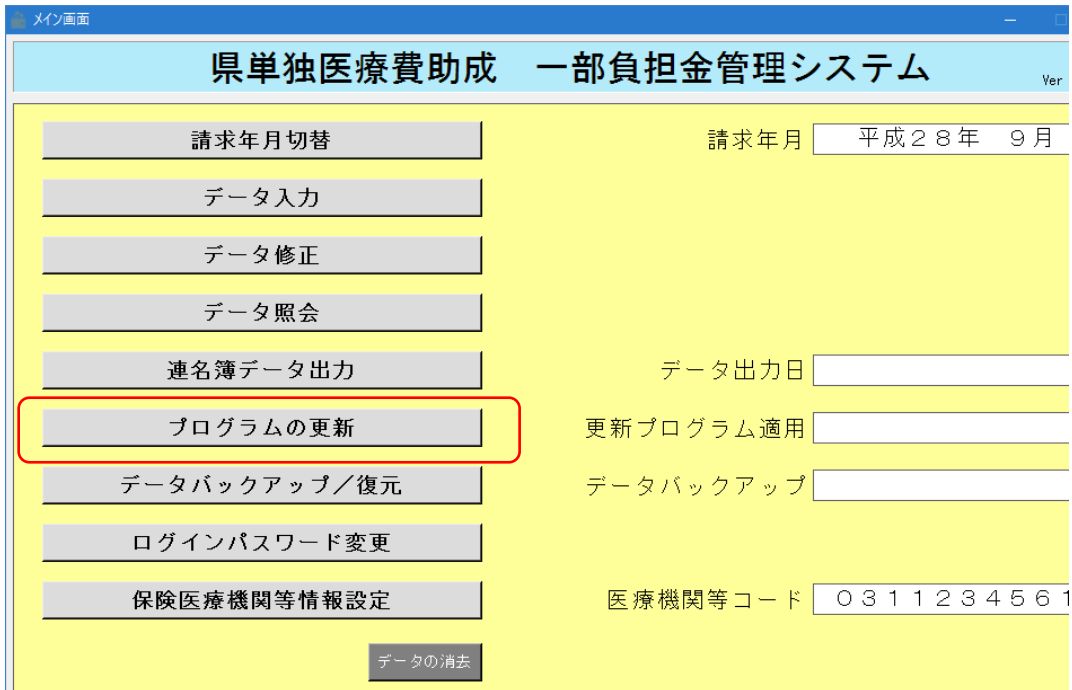 メイン画面
県単独医療費助成　一部負担金管理システム
Ver
請求年月切替
請求年月
平成２８年　９月
データ入力
データ修正
データ照会
連名簿データ出力
データ出力日
プログラムの更新
更新プログラム適用
データバックアップ／復元
データバックアップ
ログインパスワード変更
保険医療機関等情報設定
医療機関等コード
０３１１２３４５６１
データの消去